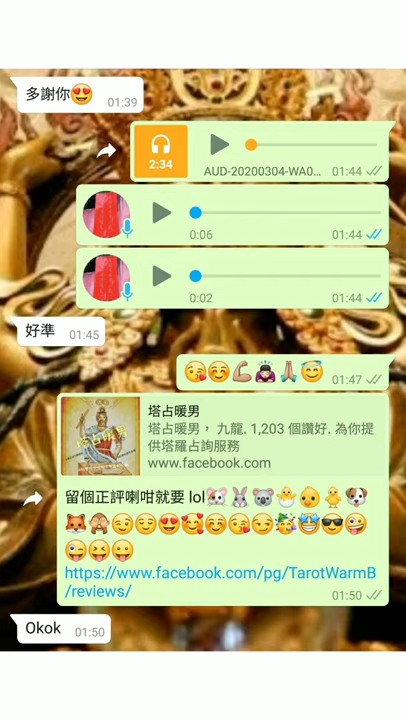 多謝你😍 01:39
2:34
AUD-20200304-WA0... 01:44
0:06 01:44
0:02 01:44
好準 01:45
😘☺️💪🏽🙇🏻‍♀️🙏🏽😇 01:47
塔占暖男
塔占暖男， 九龍. 1,203 個讚好. 為你提
供塔羅占詢服務
www.facebook.com
留個正評喇咁就要 lol🐹🐰🐨🐣🐤🐥🐶
🦊🙈😏😌😍🥰☺️😘😏🥳🤩😎🤪
😜😝😛
https://www.facebook.com/pg/TarotWarmB
/reviews/ 01:50
Okok 01:50